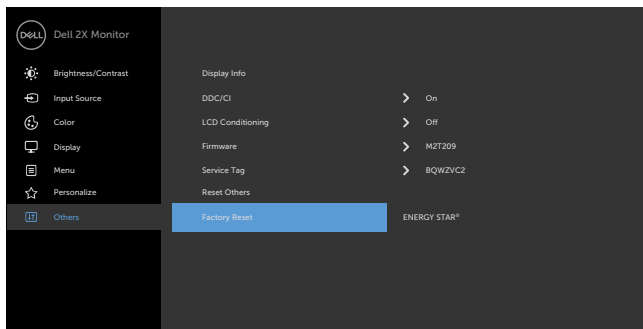 DELL Dell 2X Monitor
Brightness/Contrast
Input Source
Color
Display
Menu
Personalize
Others
Display Info
DDC/CI On
LCD Conditioning Off
Firmware M2T209
Service Tag BQWZVC2
Reset Others
Factory Reset ENERGY STAR®